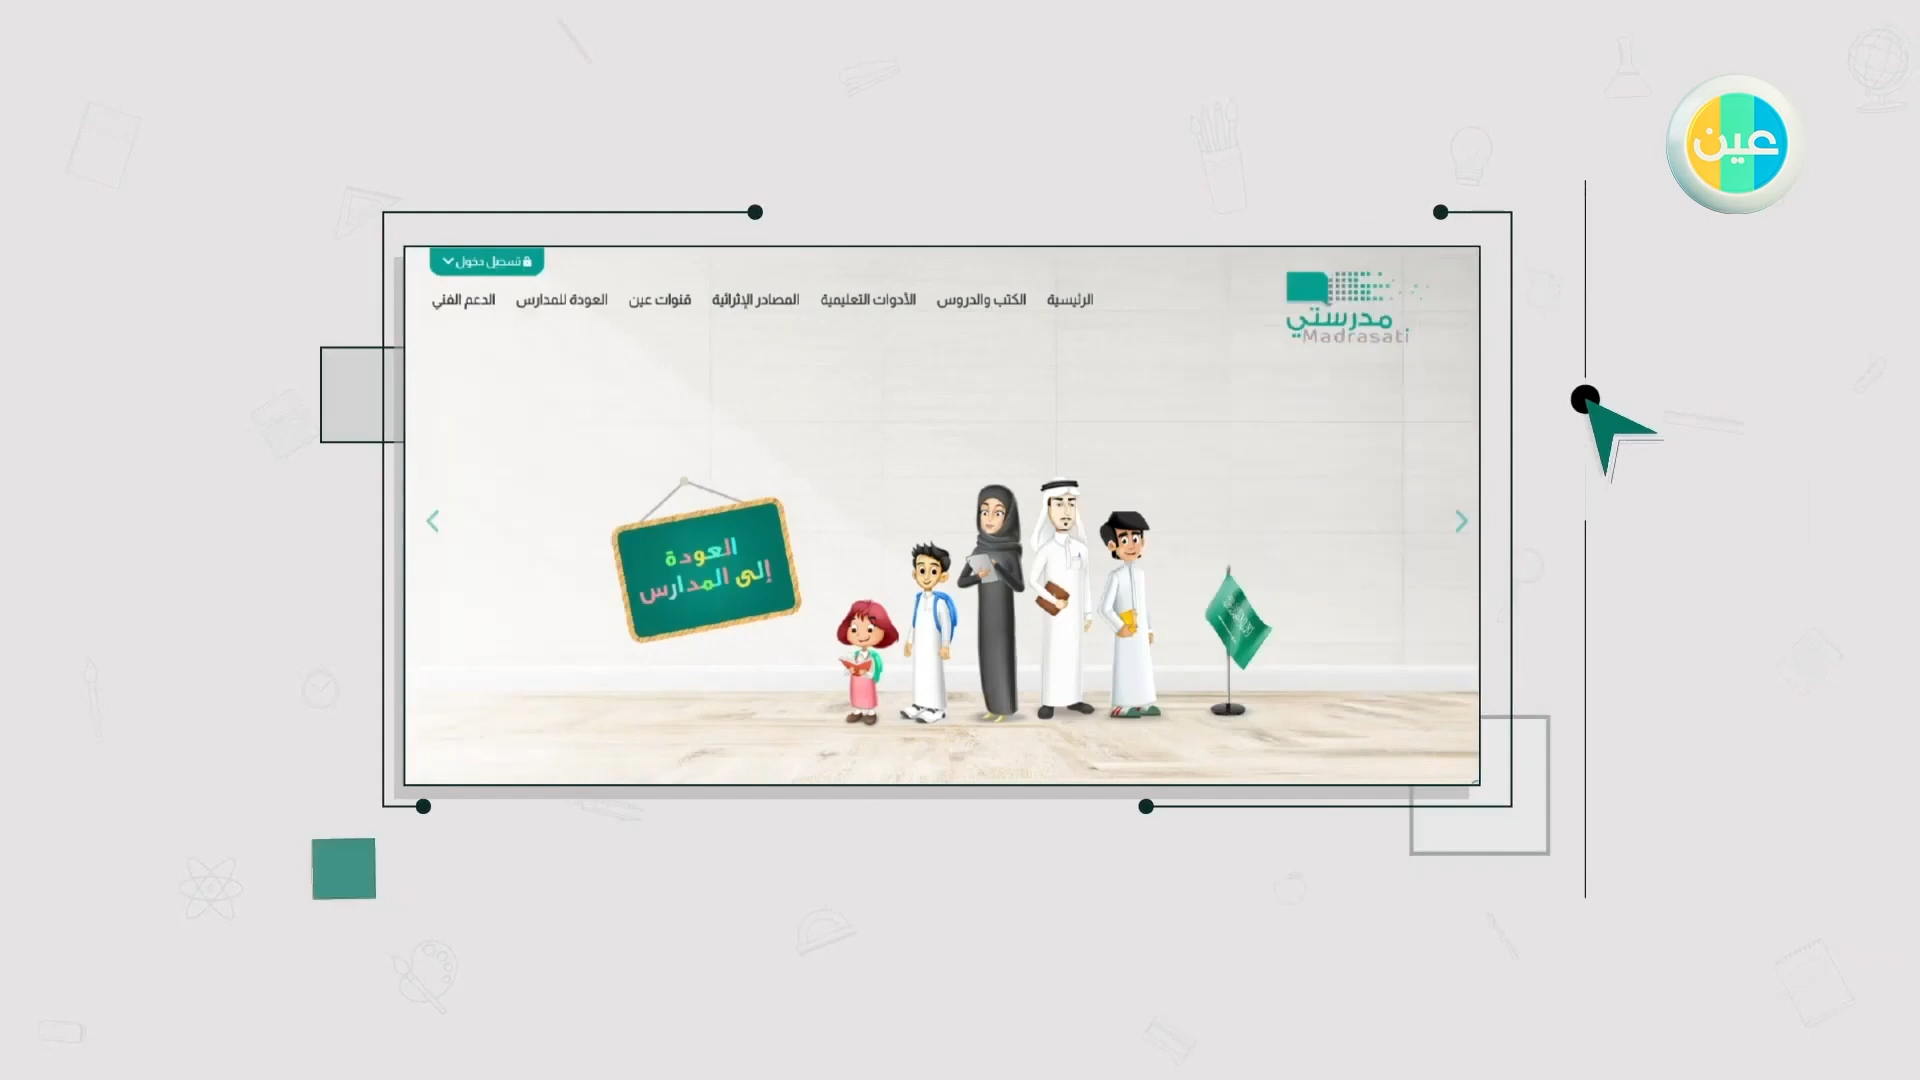 عين
تسجيل دخول
الرئيسية
الكتب والدروس
الأدوات التعليمية
المصادر الإثرائية
قنوات عين
العودة للمدارس
الدعم الفني
مدرستي
Madrasati
العودة
إلى المدارس